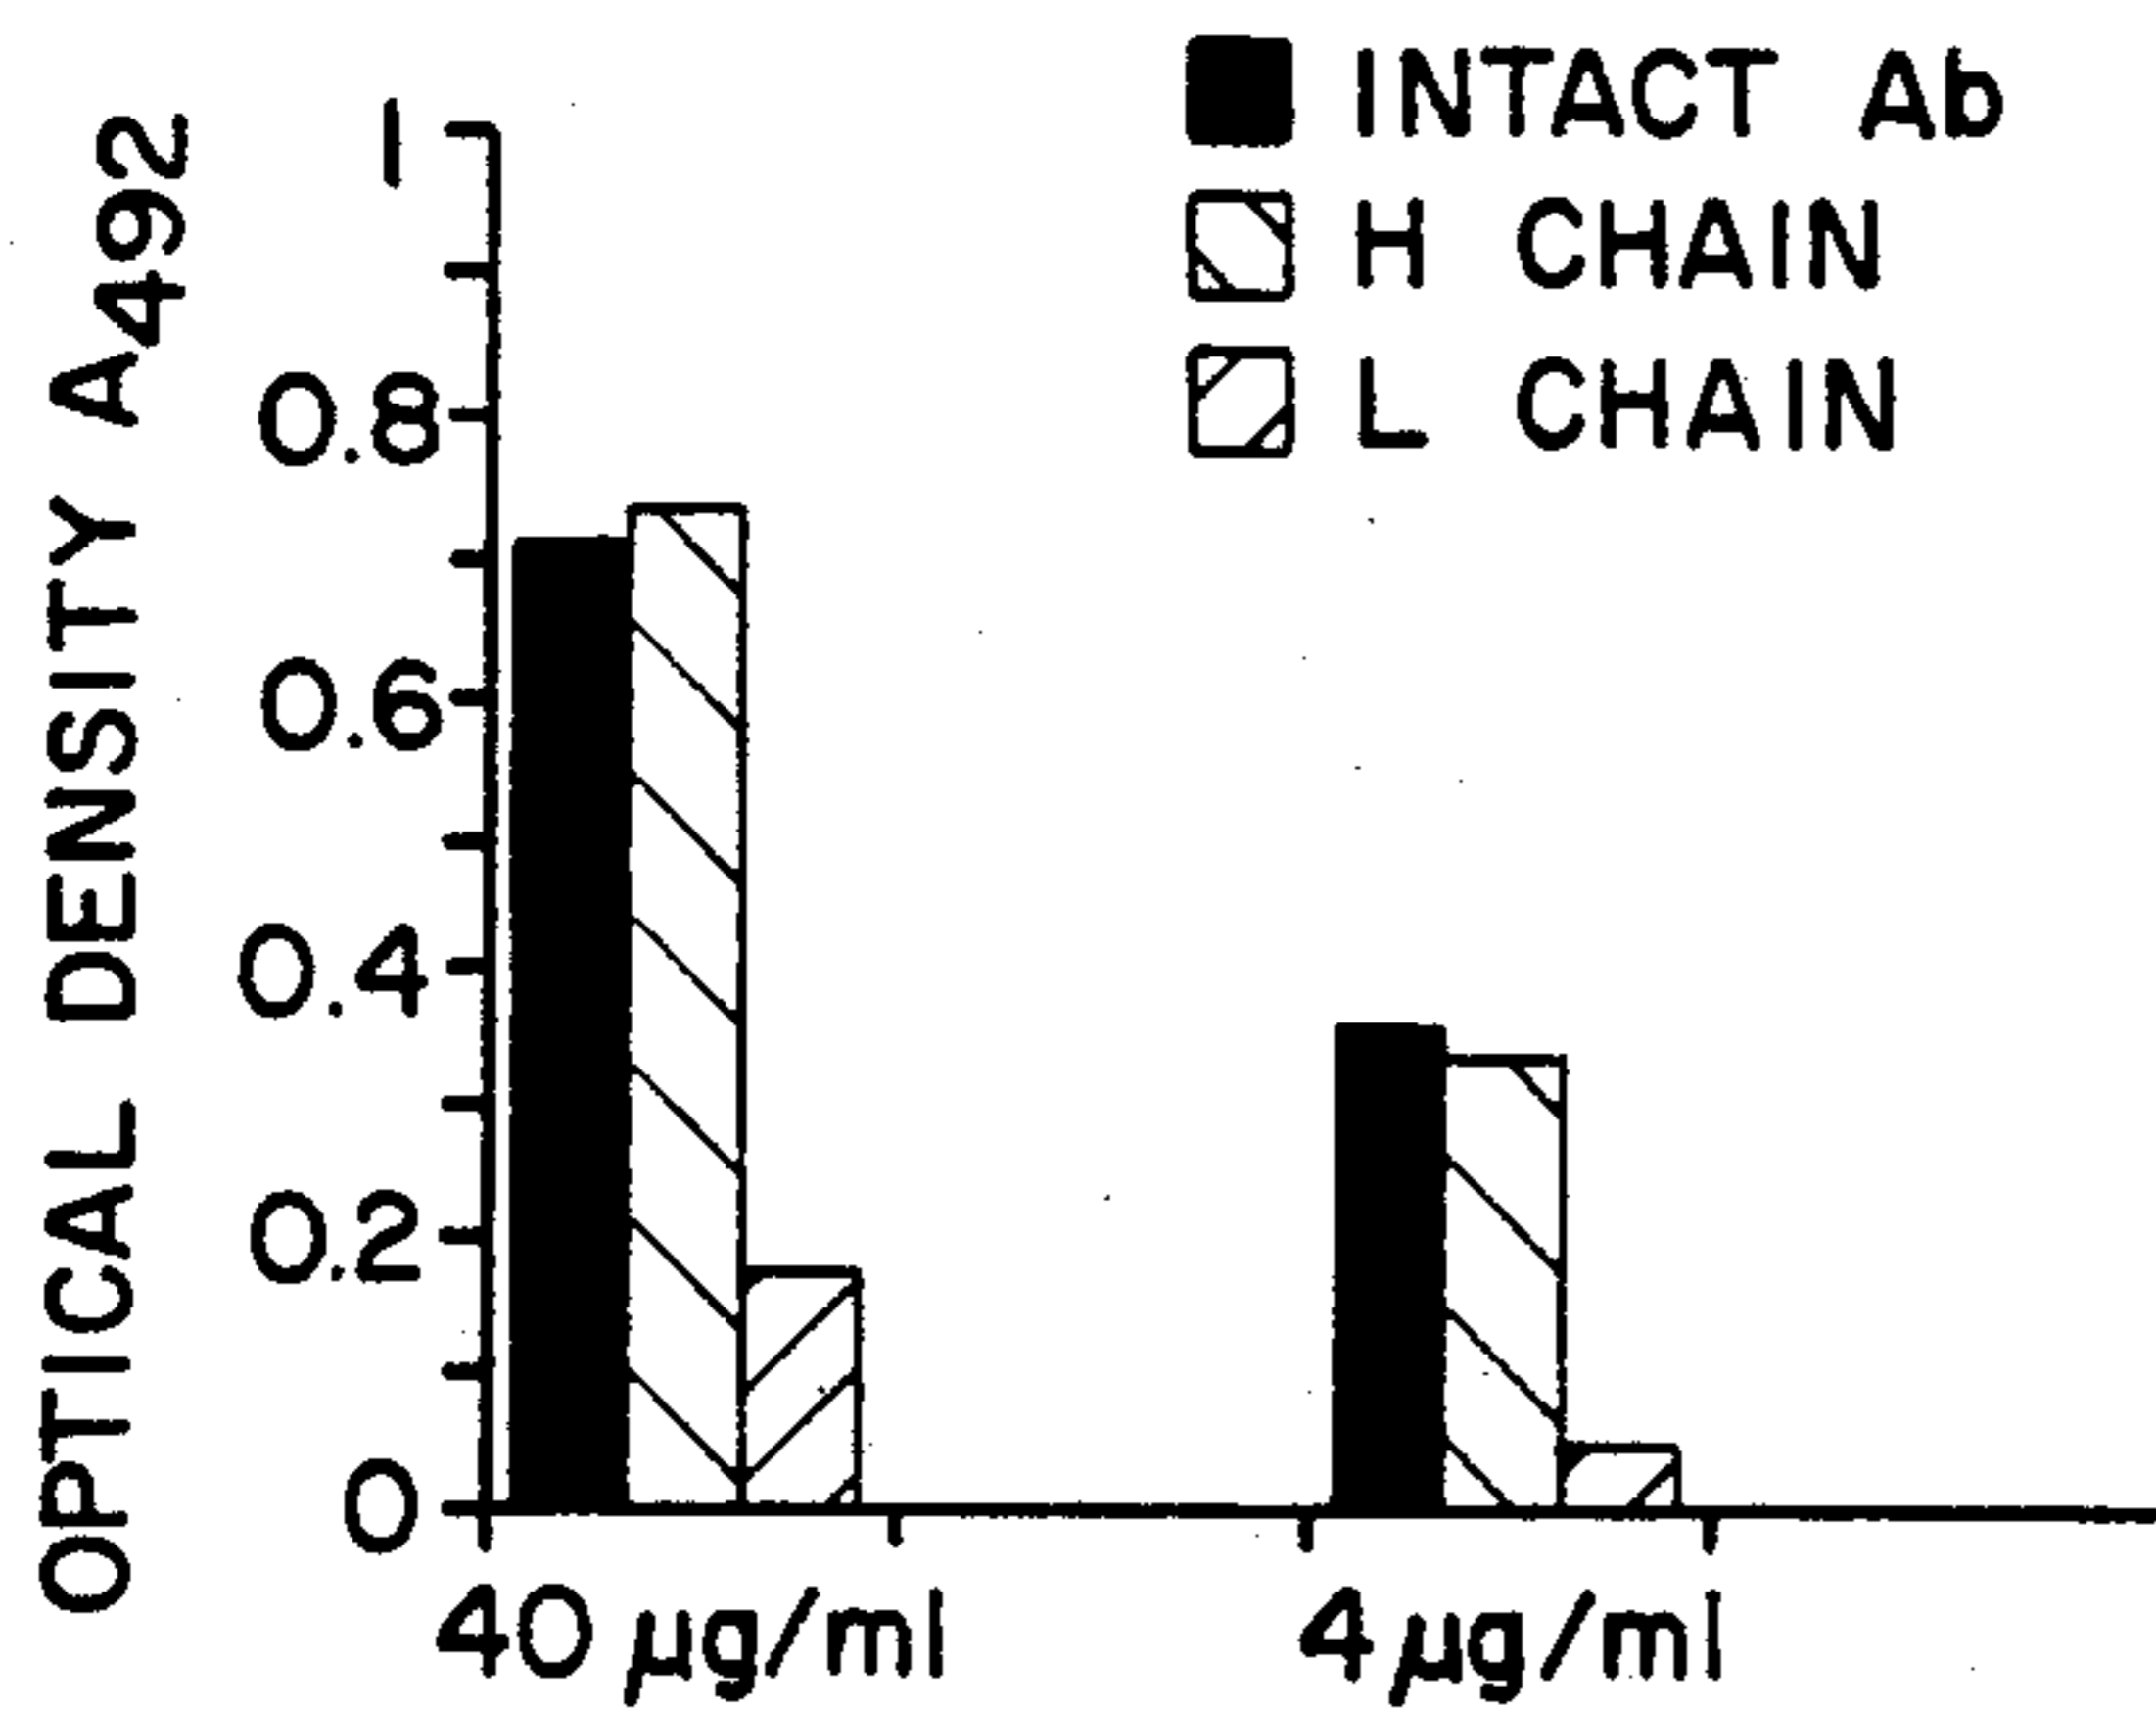 OPTICAL DENSITY A492
1
0.8
0.6
0.4
0.2
0
INTACT Ab
H CHAIN
L CHAIN
40 µg/ml
4 µg/ml